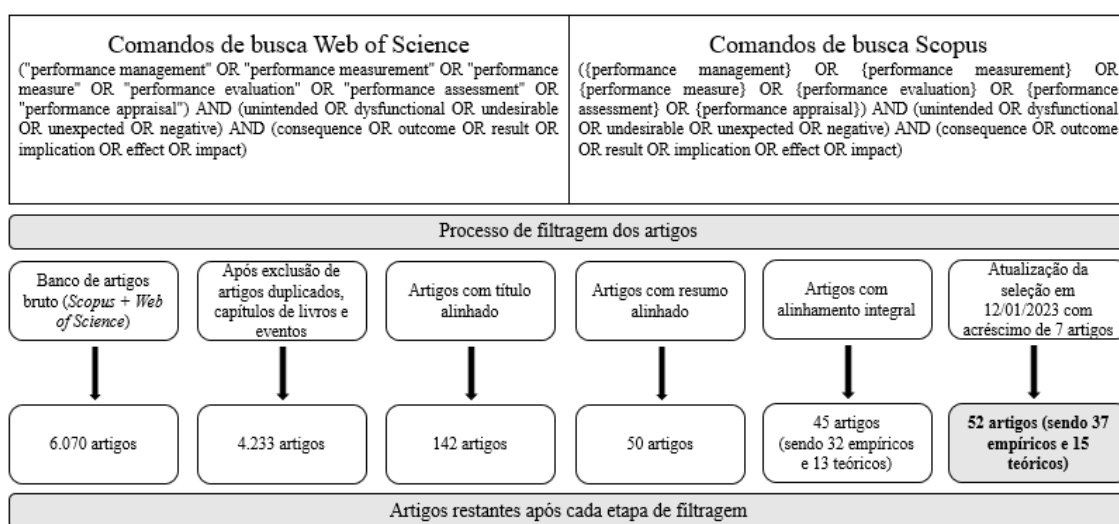 Comandos de busca Web of Science
("performance management" OR "performance measurement" OR "performance
measure" OR "performance evaluation" OR "performance assessment" OR
"performance appraisal") AND (unintended OR dysfunctional OR undesirable
OR unexpected OR negative) AND (consequence OR outcome OR result OR
implication OR effect OR impact)
Comandos de busca Scopus
({performance management} OR {performance measurement} OR
{performance measure} OR {performance evaluation} OR {performance
assessment} OR {performance appraisal}) AND (unintended OR dysfunctional
OR undesirable OR unexpected OR negative) AND (consequence OR outcome
OR result OR implication OR effect OR impact)
Processo de filtragem dos artigos
Banco de artigos
bruto (Scopus + Web
of Science)
Após exclusão de
artigos duplicados,
capítulos de livros e
eventos
Artigos com título
alinhado
Artigos com resumo
alinhado
Artigos com
alinhamento integral
Atualização da
seleção em
12/01/2023 com
acréscimo de 7 artigos
6.070 artigos
4.233 artigos
142 artigos
50 artigos
45 artigos
(sendo 32 empíricos
e 13 teóricos)
52 artigos (sendo 37
empíricos e 15
teóricos)
Artigos restantes após cada etapa de filtragem